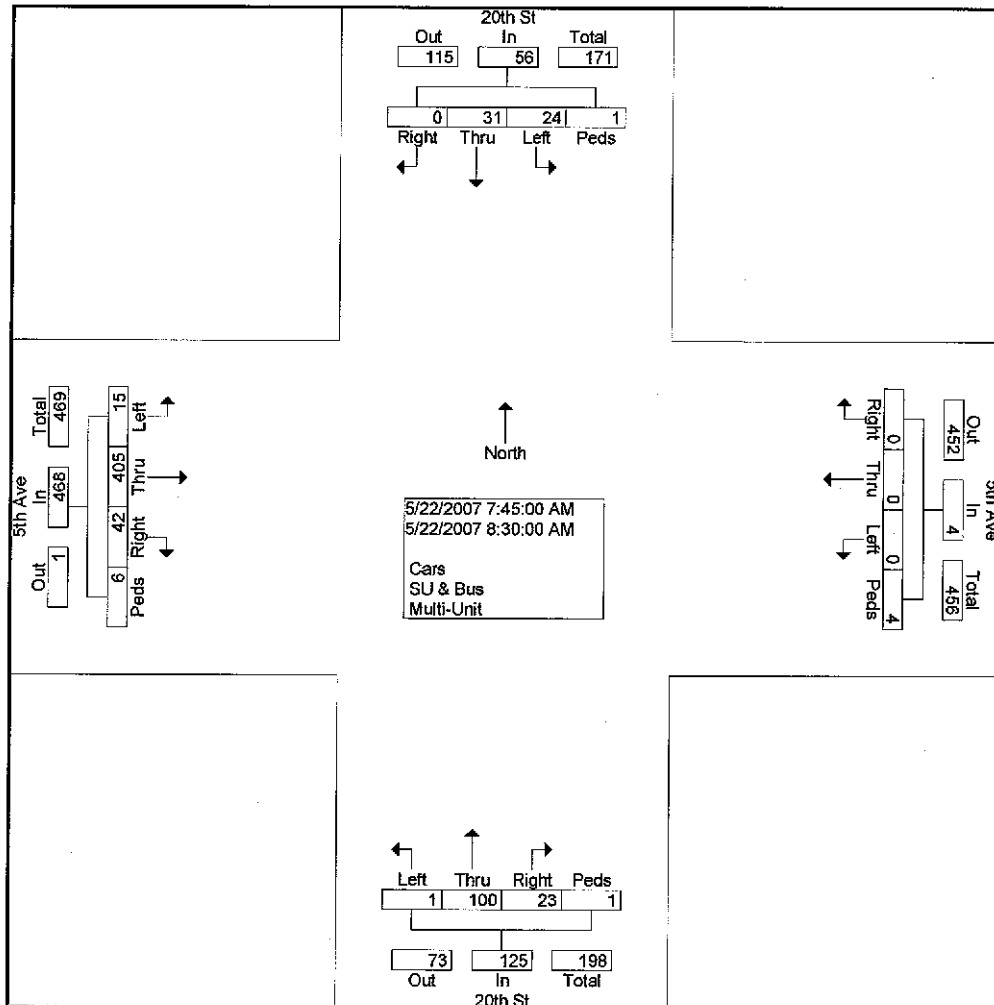 20th St
Out In Total
115 56 171
0 31 24 1
Right Thru Left Peds
5th Ave
Total In Out
469 468 1
15 405 42 6
Left Thru Right Peds
North
5/22/2007 7:45:00 AM
5/22/2007 8:30:00 AM
Cars
SU & Bus
Multi-Unit
Right Thru Left Peds
0 0 0 4
Out In Total
452 4 456
5th Ave
Left Thru Right Peds
1 100 23 1
73 125 198
Out In Total
20th St